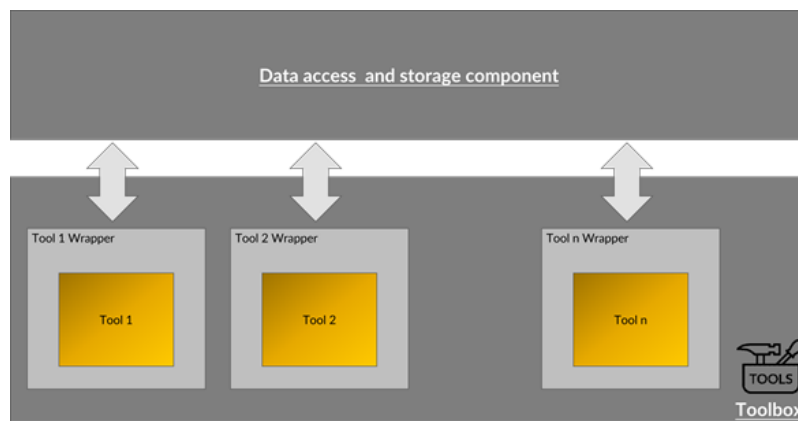 Data access and storage component
Tool 1 Wrapper
Tool 2 Wrapper
Tool n Wrapper
Tool 1
Tool 2
Tool n
TOOLS
Toolbox